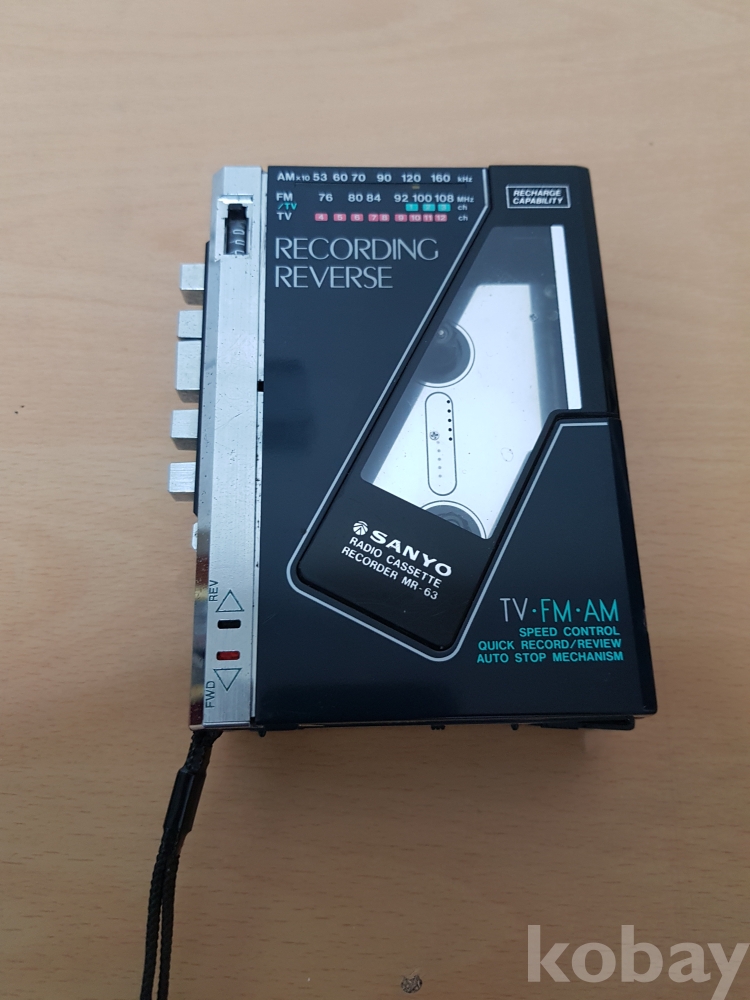 AM x10 53 60 70 90 120 160 kHz
FM 76 80 84 92 100 108 MHz
/TV 1 2 3 ch
TV 4 5 6 7 8 9 10 11 12 ch
RECHARGE
CAPABILITY
RECORDING
REVERSE
SANYO
RADIO CASSETTE
RECORDER MR-63
REV
FWD
TV·FM·AM
SPEED CONTROL
QUICK RECORD/REVIEW
AUTO STOP MECHANISM
kobay